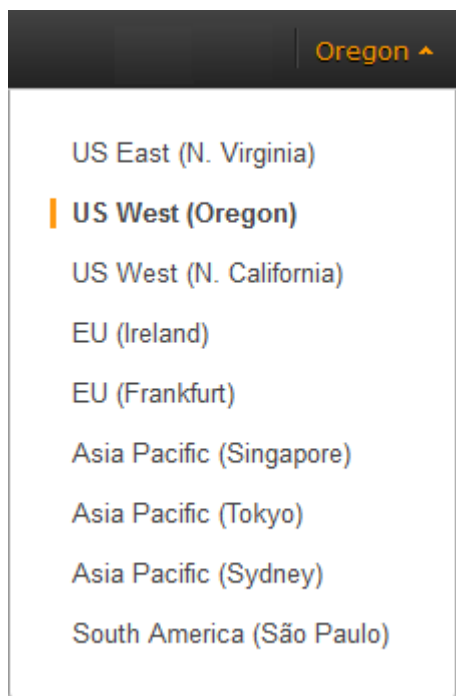 Oregon
US East (N. Virginia)
US West (Oregon)
US West (N. California)
EU (Ireland)
EU (Frankfurt)
Asia Pacific (Singapore)
Asia Pacific (Tokyo)
Asia Pacific (Sydney)
South America (São Paulo)